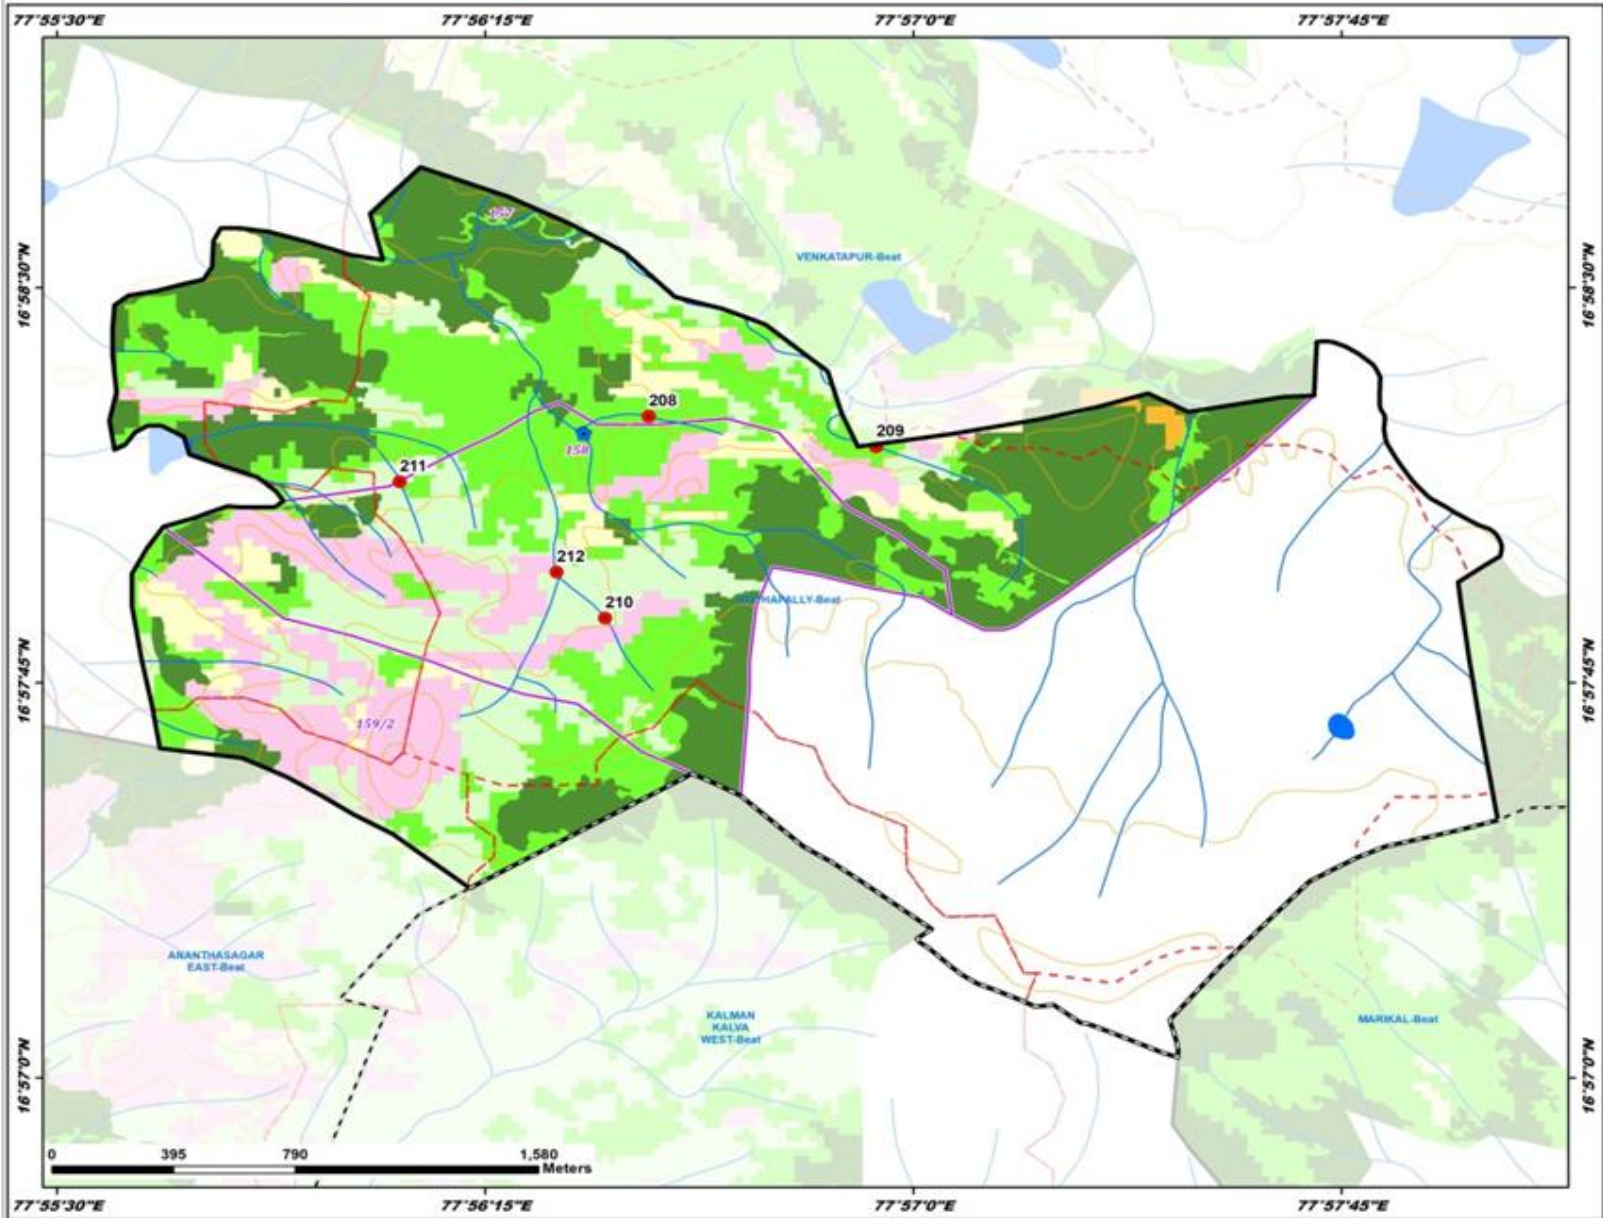 77°55'30"E 77°56'15"E 77°57'0"E 77°57'45"E
157
VENKATAPUR-Beat
16°58'30"N 16°58'30"N
208
209
158
211
212
210
HAPALLY-Beat
16°57'45"N 16°57'45"N
159/2
ANANTHASAGAR
EAST-Beat
KALMAN
KALVA
WEST-Beat
MARIKAL-Beat
16°57'0"N 16°57'0"N
0 395 790 1,580
Meters
77°55'30"E 77°56'15"E 77°57'0"E 77°57'45"E